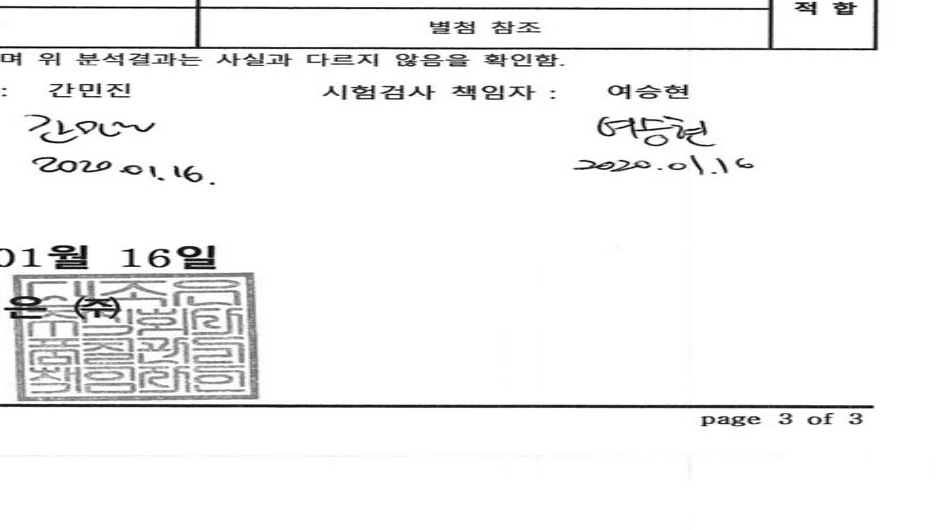 적 합
별첨 참조
며 위 분석결과는 사실과 다르지 않음을 확인함.
: 간민진 시험검사 책임자 : 여승현
간민진 여승현
2020.01.16. 2020.01.16
01월 16일
은 ㈜
page 3 of 3